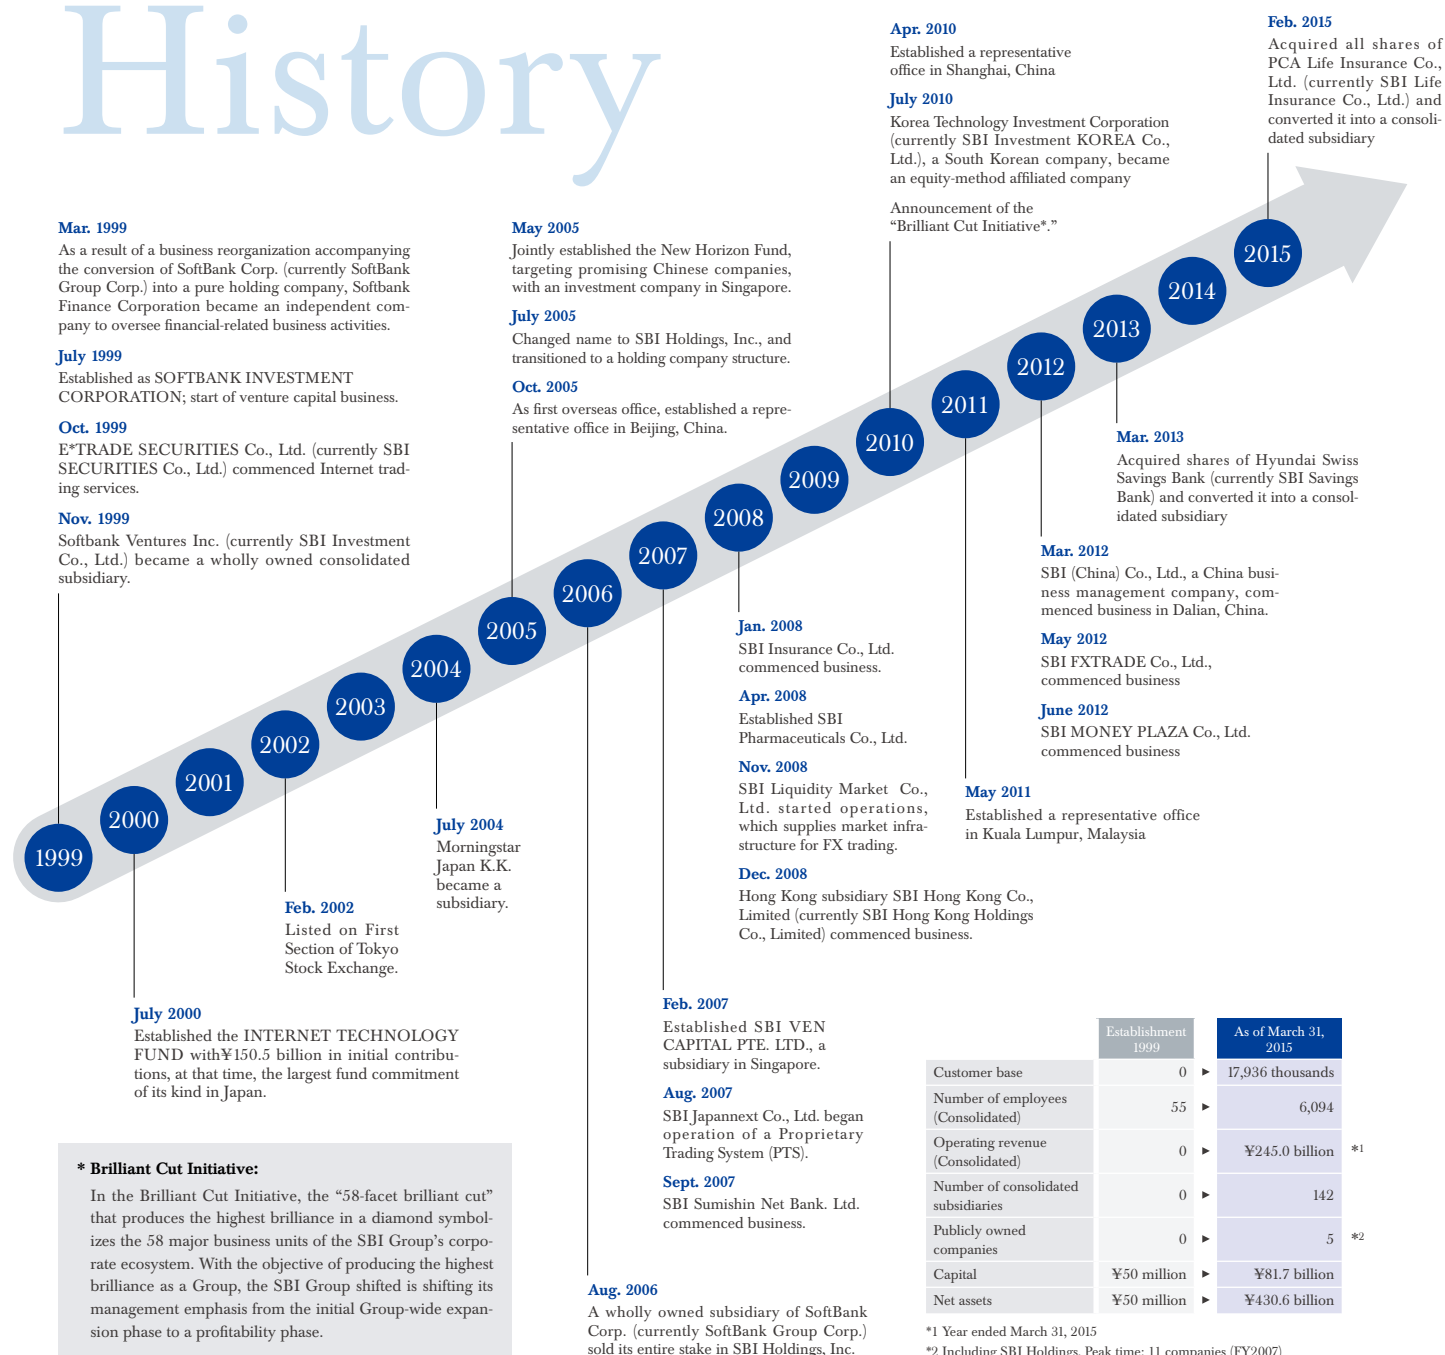 History
Mar. 1999
As a result of a business reorganization accompanying
the conversion of SoftBank Corp. (currently SoftBank
Group Corp.) into a pure holding company, Softbank
Finance Corporation became an independent com-
pany to oversee financial-related business activities.
July 1999
Established as SOFTBANK INVESTMENT
CORPORATION; start of venture capital business.
Oct. 1999
E*TRADE SECURITIES Co., Ltd. (currently SBI
SECURITIES Co., Ltd.) commenced Internet trad-
ing services.
Nov. 1999
Softbank Ventures Inc. (currently SBI Investment
Co., Ltd.) became a wholly owned consolidated
subsidiary.
May 2005
Jointly established the New Horizon Fund,
targeting promising Chinese companies,
with an investment company in Singapore.
July 2005
Changed name to SBI Holdings, Inc., and
transitioned to a holding company structure.
Oct. 2005
As first overseas office, established a repre-
sentative office in Beijing, China.
Apr. 2010
Established a representative
office in Shanghai, China
July 2010
Korea Technology Investment Corporation
(currently SBI Investment KOREA Co.,
Ltd.), a South Korean company, became
an equity-method affiliated company
Announcement of the
“Brilliant Cut Initiative*.”
Feb. 2015
Acquired all shares of
PCA Life Insurance Co.,
Ltd. (currently SBI Life
Insurance Co., Ltd.) and
converted it into a consoli-
dated subsidiary
1999
2000
2001
2002
2003
2004
2005
2006
2007
2008
2009
2010
2011
2012
2013
2014
2015
July 2000
Established the INTERNET TECHNOLOGY
FUND with¥150.5 billion in initial contribu-
tions, at that time, the largest fund commitment
of its kind in Japan.
Feb. 2002
Listed on First
Section of Tokyo
Stock Exchange.
July 2004
Morningstar
Japan K.K.
became a
subsidiary.
Aug. 2006
A wholly owned subsidiary of SoftBank
Corp. (currently SoftBank Group Corp.)
sold its entire stake in SBI Holdings, Inc.
Feb. 2007
Established SBI VEN
CAPITAL PTE. LTD., a
subsidiary in Singapore.
Aug. 2007
SBI Japannext Co., Ltd. began
operation of a Proprietary
Trading System (PTS).
Sept. 2007
SBI Sumishin Net Bank. Ltd.
commenced business.
Jan. 2008
SBI Insurance Co., Ltd.
commenced business.
Apr. 2008
Established SBI
Pharmaceuticals Co., Ltd.
Nov. 2008
SBI Liquidity Market Co.,
Ltd. started operations,
which supplies market infra-
structure for FX trading.
Dec. 2008
Hong Kong subsidiary SBI Hong Kong Co.,
Limited (currently SBI Hong Kong Holdings
Co., Limited) commenced business.
May 2011
Established a representative office
in Kuala Lumpur, Malaysia
Mar. 2012
SBI (China) Co., Ltd., a China busi-
ness management company, com-
menced business in Dalian, China.
May 2012
SBI FXTRADE Co., Ltd.,
commenced business
June 2012
SBI MONEY PLAZA Co., Ltd.
commenced business
Mar. 2013
Acquired shares of Hyundai Swiss
Savings Bank (currently SBI Savings
Bank) and converted it into a consol-
idated subsidiary
* Brilliant Cut Initiative:
In the Brilliant Cut Initiative, the “58-facet brilliant cut”
that produces the highest brilliance in a diamond symbol-
izes the 58 major business units of the SBI Group’s corpo-
rate ecosystem. With the objective of producing the highest
brilliance as a Group, the SBI Group shifted is shifting its
management emphasis from the initial Group-wide expan-
sion phase to a profitability phase.
Establishment As of March 31,
1999 2015
Customer base 0 ► 17,936 thousands
Number of employees
(Consolidated) 55 ► 6,094
Operating revenue
(Consolidated) 0 ► ¥245.0 billion *1
Number of consolidated
subsidiaries 0 ► 142
Publicly owned
companies 0 ► 5 *2
Capital ¥50 million ► ¥81.7 billion
Net assets ¥50 million ► ¥430.6 billion
*1 Year ended March 31, 2015
*2 Including SBI Holdings. Peak time: 11 companies (FY2007)